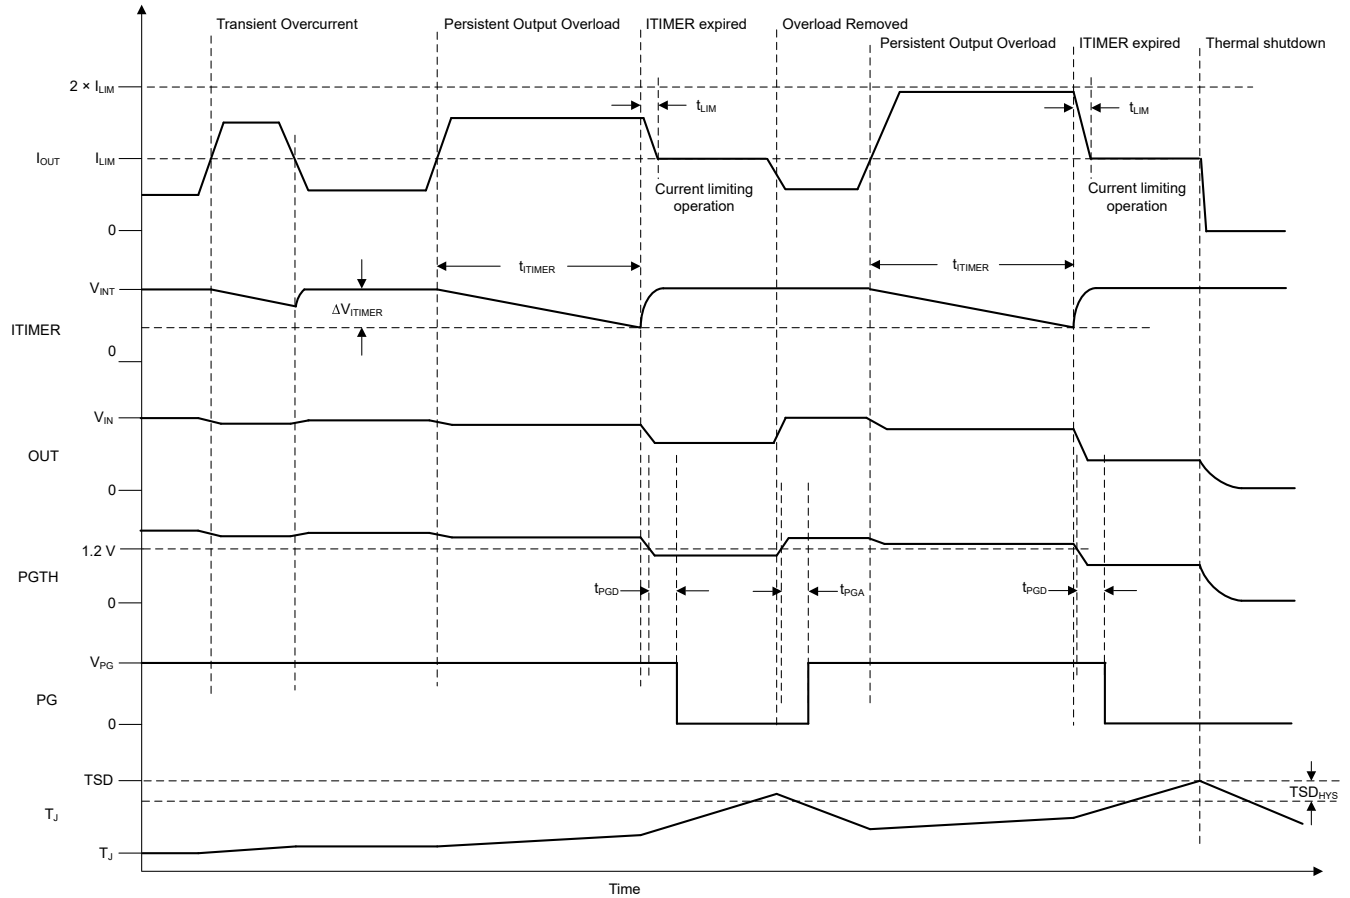 Transient Overcurrent
Persistent Output Overload
ITIMER expired
Overload Removed
Persistent Output Overload
ITIMER expired
Thermal shutdown
2 × ILIM
tLIM
tLIM
IOUT
ILIM
Current limiting
operation
Current limiting
operation
0
tITIMER
tITIMER
VINT
ΔVITIMER
ITIMER
0
VIN
OUT
0
1.2 V
PGTH
tPGD
tPGA
tPGD
0
VPG
PG
0
TSD
TSDHYS
TJ
TJ
Time